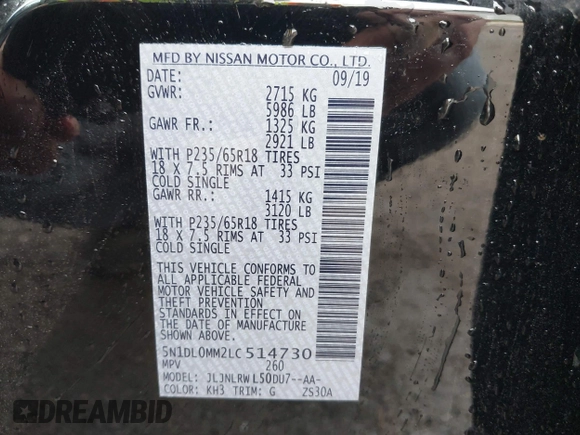 MFD BY NISSAN MOTOR CO., LTD.
DATE: 09/19
GVWR: 2715 KG
5986 LB
GAWR FR.: 1325 KG
2921 LB
WITH P235/65R18 TIRES
18 X 7.5 RIMS AT 33 PSI
COLD SINGLE
GAWR RR.: 1415 KG
3120 LB
WITH P235/65R18 TIRES
18 X 7.5 RIMS AT 33 PSI
COLD SINGLE
THIS VEHICLE CONFORMS TO
ALL APPLICABLE FEDERAL
MOTOR VEHICLE SAFETY AND
THEFT PREVENTION
STANDARDS IN EFFECT ON
THE DATE OF MANUFACTURE
SHOWN ABOVE.
5N1DL0MM2LC514730
MPV 260
MODEL: JLJNLRWL50DU7--AA-
COLOR: KH3 TRIM: G ZS30A
DREAMBID
.COM